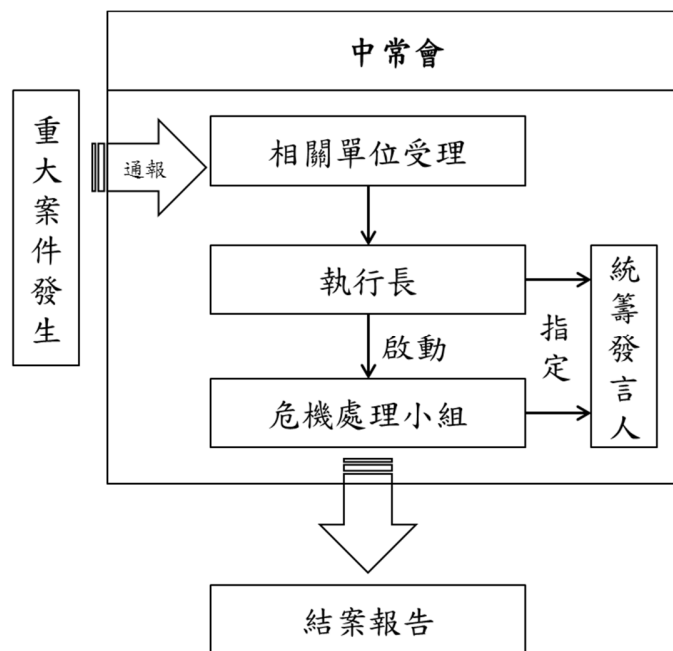 中常會
重大案件發生
通報
相關單位受理
執行長
啟動
指定
統籌發言人
危機處理小組
結案報告